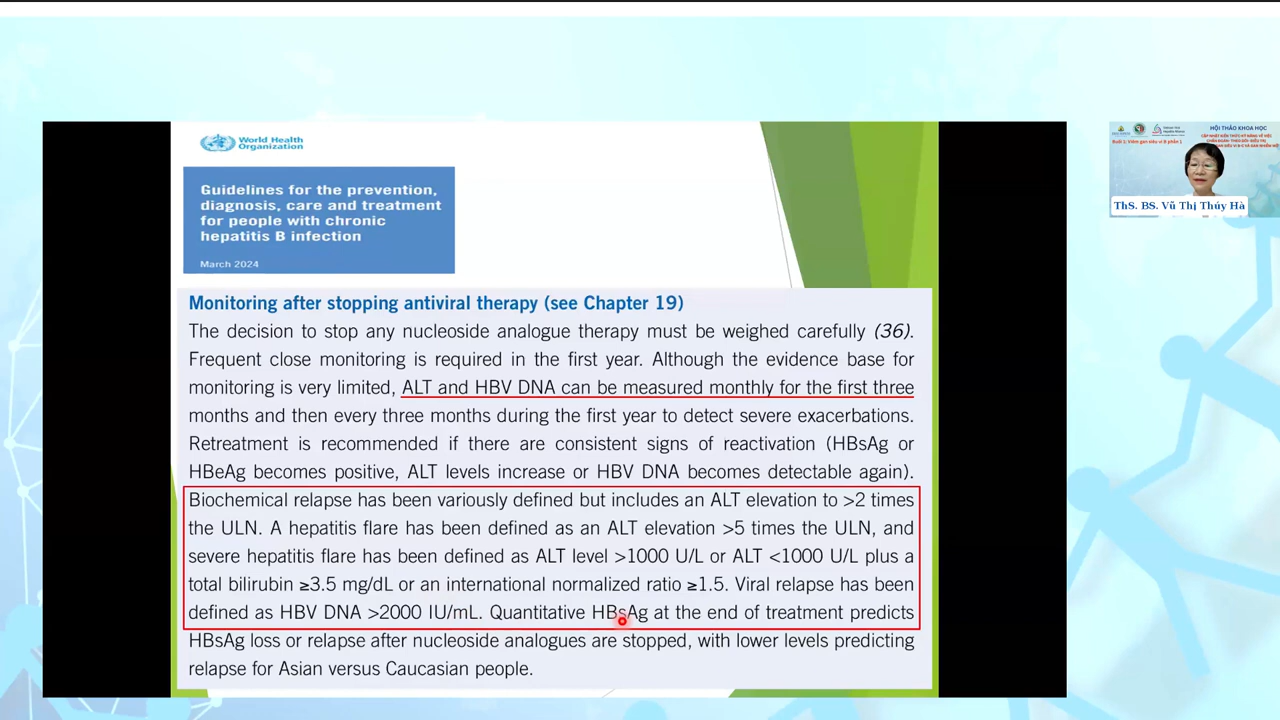 World Health
Organization
Guidelines for the prevention,
diagnosis, care and treatment
for people with chronic
hepatitis B infection
March 2024
Monitoring after stopping antiviral therapy (see Chapter 19)
The decision to stop any nucleoside analogue therapy must be weighed carefully (36).
Frequent close monitoring is required in the first year. Although the evidence base for
monitoring is very limited, ALT and HBV DNA can be measured monthly for the first three
months and then every three months during the first year to detect severe exacerbations.
Retreatment is recommended if there are consistent signs of reactivation (HBsAg or
HBeAg becomes positive, ALT levels increase or HBV DNA becomes detectable again).
Biochemical relapse has been variously defined but includes an ALT elevation to >2 times
the ULN. A hepatitis flare has been defined as an ALT elevation >5 times the ULN, and
severe hepatitis flare has been defined as ALT level >1000 U/L or ALT <1000 U/L plus a
total bilirubin ≥3.5 mg/dL or an international normalized ratio ≥1.5. Viral relapse has been
defined as HBV DNA >2000 IU/mL. Quantitative HBsAg at the end of treatment predicts
HBsAg loss or relapse after nucleoside analogues are stopped, with lower levels predicting
relapse for Asian versus Caucasian people.
HỘI THẢO KHOA HỌC
ThS. BS. Vũ Thị Thúy Hà